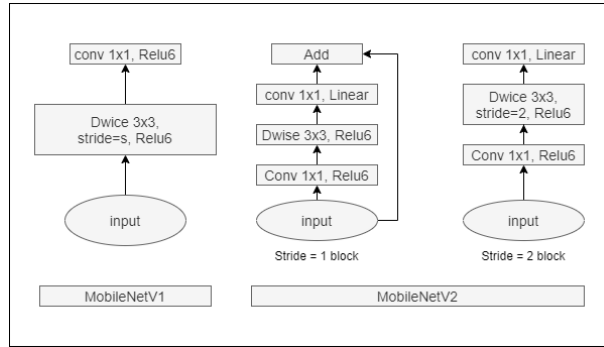 conv 1x1, Relu6
Dwice 3x3,
stride=s, Relu6
input
MobileNetV1
Add
conv 1x1, Linear
Dwise 3x3, Relu6
Conv 1x1, Relu6
input
Stride = 1 block
conv 1x1, Linear
Dwice 3x3,
stride=2, Relu6
Conv 1x1, Relu6
input
Stride = 2 block
MobileNetV2